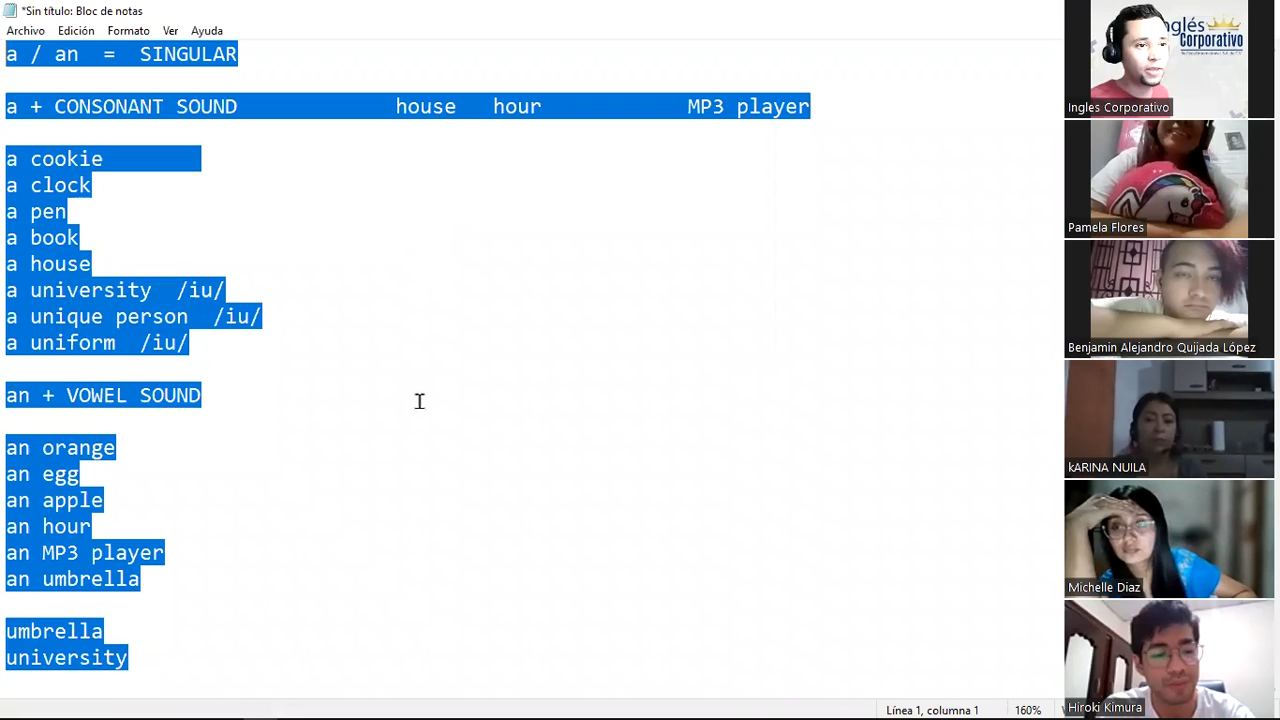 *Sin título: Bloc de notas
Archivo Edición Formato Ver Ayuda
a / an = SINGULAR
a + CONSONANT SOUND house hour MP3 player
a cookie
a clock
a pen
a book
a house
a university /iu/
a unique person /iu/
a uniform /iu/
an + VOWEL SOUND
an orange
an egg
an apple
an hour
an MP3 player
an umbrella
umbrella
university
Línea 1, columna 1 160%
Inglés
Corporativo
Ingles Corporativo
Pamela Flores
Benjamin Alejandro Quijada López
kARINA NUILA
Michelle Diaz
Hiroki Kimura